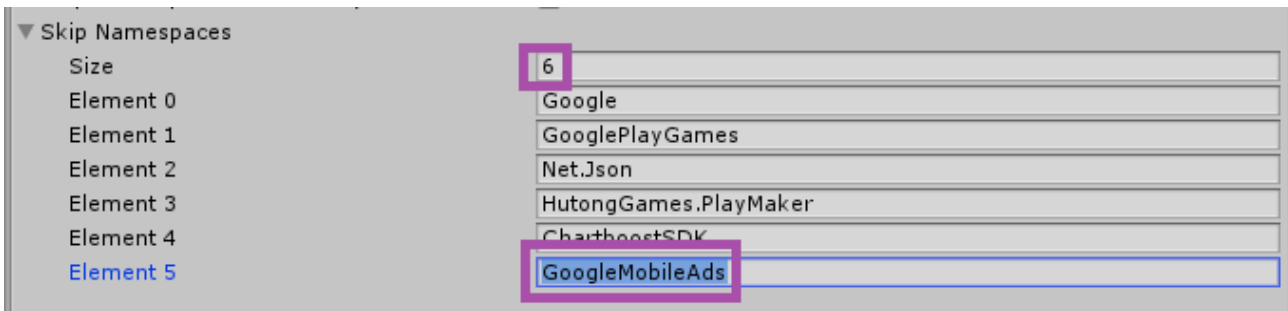 Skip Namespaces
Size 6
Element 0 Google
Element 1 GooglePlayGames
Element 2 Net.Json
Element 3 HutongGames.PlayMaker
Element 4 ChartboostSDK
Element 5 GoogleMobileAds